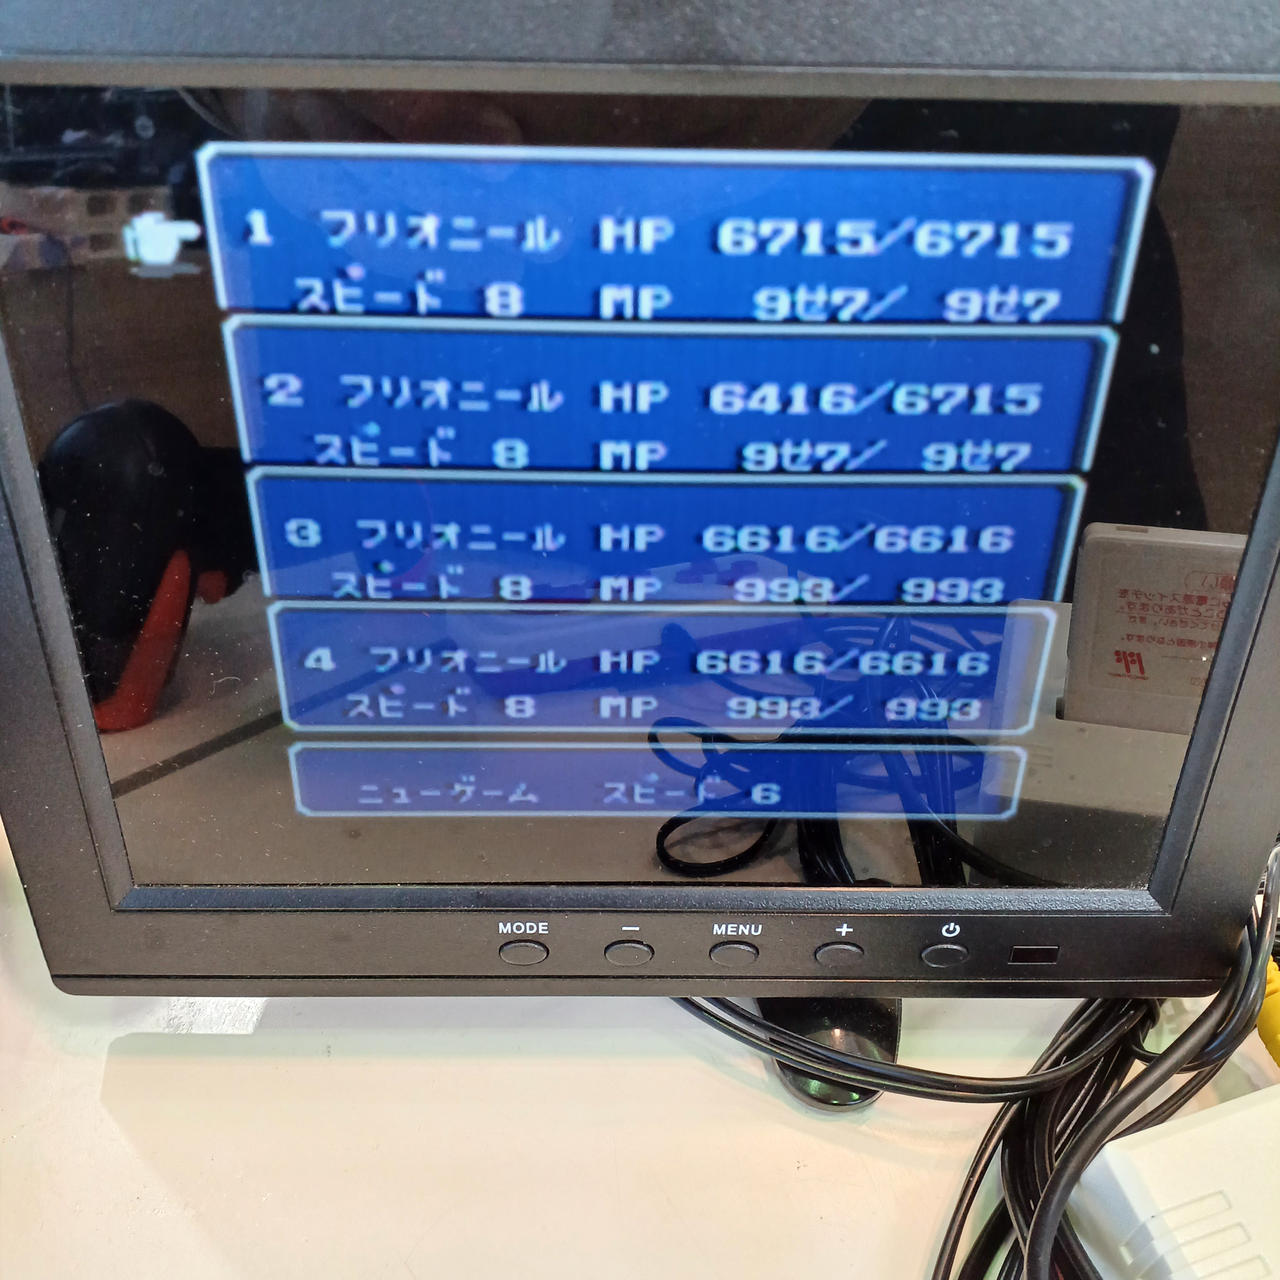 1 フリオニール HP 6715/6715
スピード 8 MP 9せ7/ 9せ7
2 フリオニール HP 6416/6715
スピード 8 MP 9せ7/ 9せ7
3 フリオニール HP 6616/6616
スピード 8 MP 993/ 993
4 フリオニール HP 6616/6616
スピード 8 MP 993/ 993
ニューゲーム スピード 6
MODE − MENU +